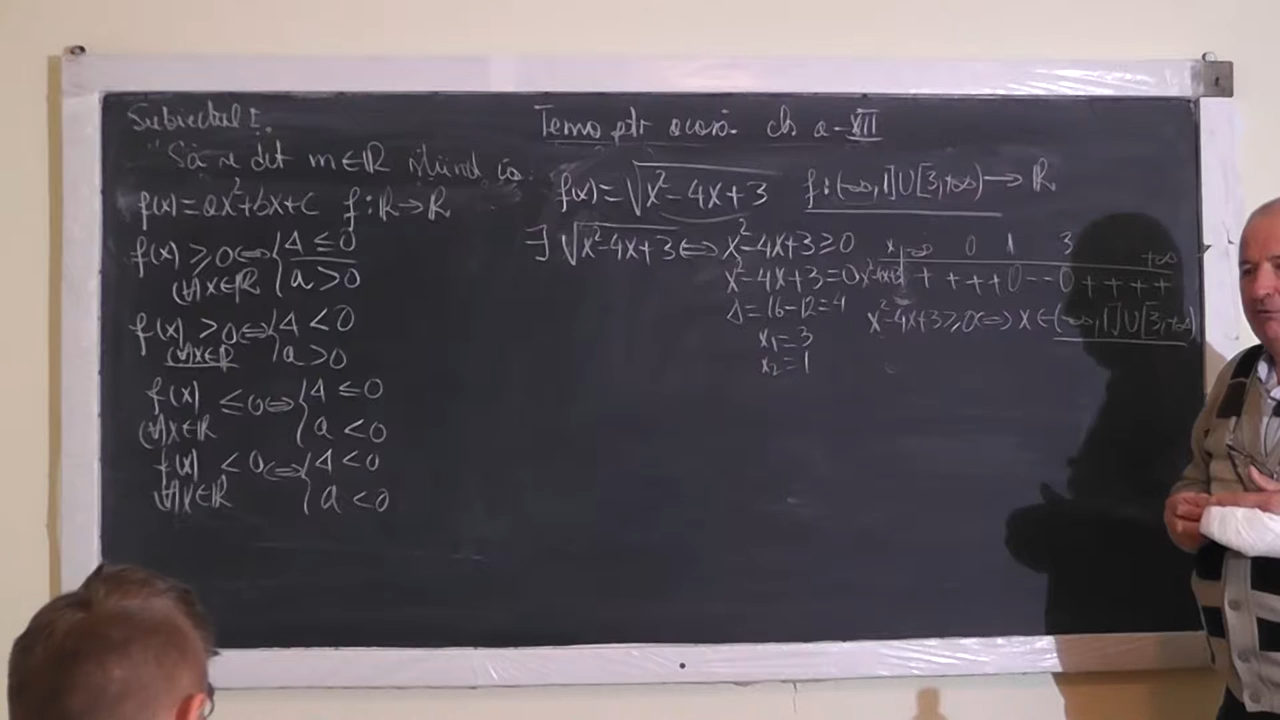 Subiectul I.
"Să se det m∈ℝ știind că
f(x)=ax²+bx+c f:ℝ→ℝ
f(x)≥0⇔{Δ≤0
(∀)x∈ℝ {a>0
f(x)>0⇔{Δ<0
(∀)x∈ℝ {a>0
f(x) ≤0⇔{Δ≤0
(∀)x∈ℝ {a<0
f(x) <0⇔{Δ<0
(∀)x∈ℝ {a<0
Temă ptr acasă cls a-XII
f(x)=√x²-4x+3 f:(-∞,1]∪[3,+∞)→ℝ
∃ √x²-4x+3⇔x²-4x+3≥0
x²-4x+3=0
Δ=16-12=4
x₁=3
x₂=1
x -∞ 0 1 3 +∞
x²-4x+3 + + + + 0 - - 0 + + + +
x²-4x+3≥0⇔x∈(-∞,1]∪[3,+∞)